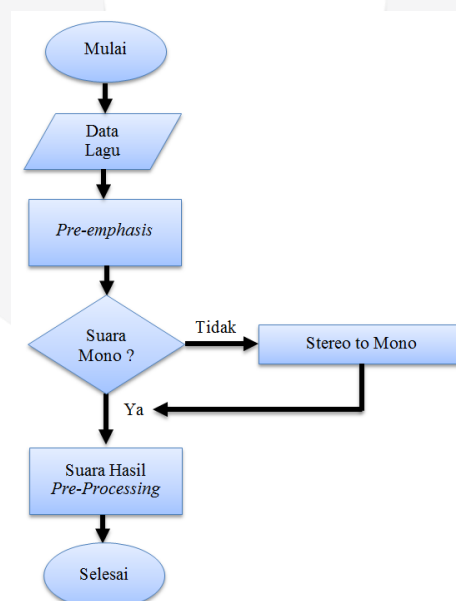 Mulai
Data
Lagu
Pre-emphasis
Suara
Mono ?
Tidak
Stereo to Mono
Ya
Suara Hasil
Pre-Processing
Selesai